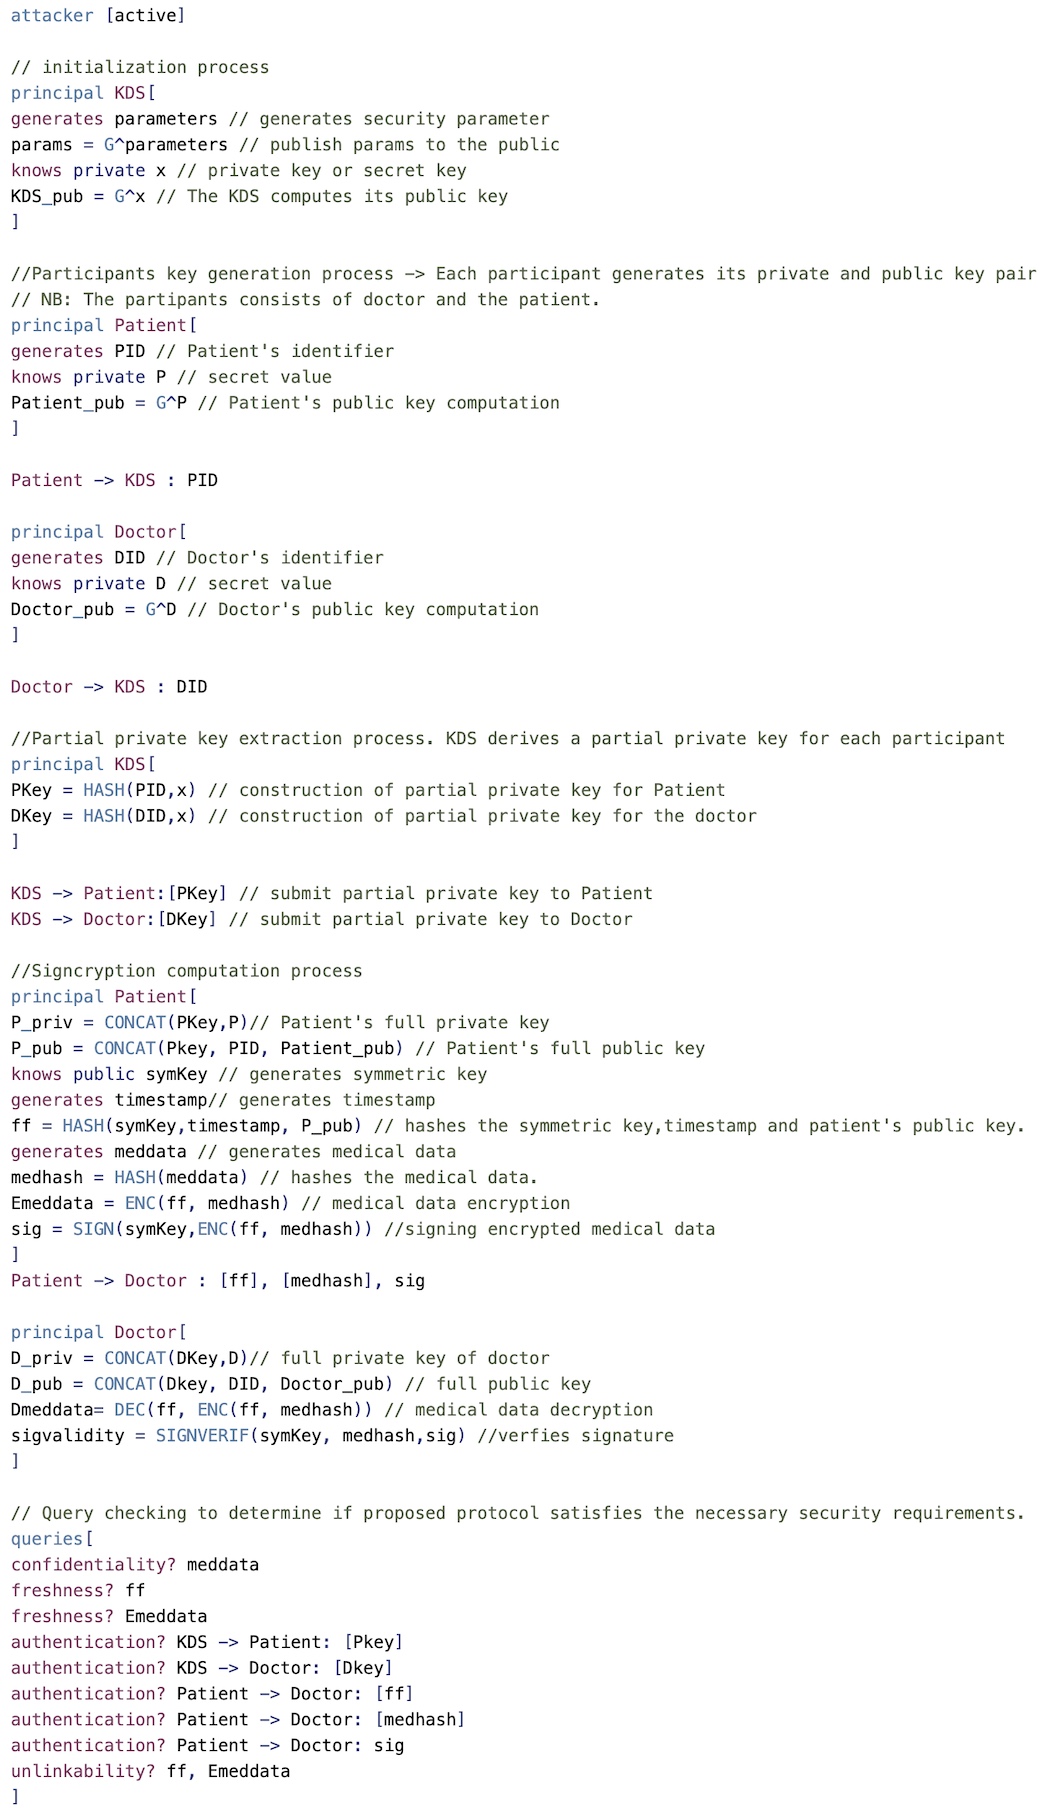 attacker [active]
// initialization process
principal KDS[
generates parameters // generates security parameter
params = G^parameters // publish params to the public
knows private x // private key or secret key
KDS_pub = G^x // The KDS computes its public key
]
//Participants key generation process -> Each participant generates its private and public key pair
// NB: The partipants consists of doctor and the patient.
principal Patient[
generates PID // Patient's identifier
knows private P // secret value
Patient_pub = G^P // Patient's public key computation
]
Patient -> KDS : PID
principal Doctor[
generates DID // Doctor's identifier
knows private D // secret value
Doctor_pub = G^D // Doctor's public key computation
]
Doctor -> KDS : DID
//Partial private key extraction process. KDS derives a partial private key for each participant
principal KDS[
PKey = HASH(PID,x) // construction of partial private key for Patient
DKey = HASH(DID,x) // construction of partial private key for the doctor
]
KDS -> Patient:[PKey] // submit partial private key to Patient
KDS -> Doctor:[DKey] // submit partial private key to Doctor
//Signcryption computation process
principal Patient[
P_priv = CONCAT(PKey,P)// Patient's full private key
P_pub = CONCAT(Pkey, PID, Patient_pub) // Patient's full public key
knows public symKey // generates symmetric key
generates timestamp// generates timestamp
ff = HASH(symKey,timestamp, P_pub) // hashes the symmetric key,timestamp and patient's public key.
generates meddata // generates medical data
medhash = HASH(meddata) // hashes the medical data.
Emeddata = ENC(ff, medhash) // medical data encryption
sig = SIGN(symKey,ENC(ff, medhash)) //signing encrypted medical data
]
Patient -> Doctor : [ff], [medhash], sig
principal Doctor[
D_priv = CONCAT(DKey,D)// full private key of doctor
D_pub = CONCAT(Dkey, DID, Doctor_pub) // full public key
Dmeddata= DEC(ff, ENC(ff, medhash)) // medical data decryption
sigvalidity = SIGNVERIF(symKey, medhash,sig) //verfies signature
]
// Query checking to determine if proposed protocol satisfies the necessary security requirements.
queries[
confidentiality? meddata
freshness? ff
freshness? Emeddata
authentication? KDS -> Patient: [Pkey]
authentication? KDS -> Doctor: [Dkey]
authentication? Patient -> Doctor: [ff]
authentication? Patient -> Doctor: [medhash]
authentication? Patient -> Doctor: sig
unlinkability? ff, Emeddata
]